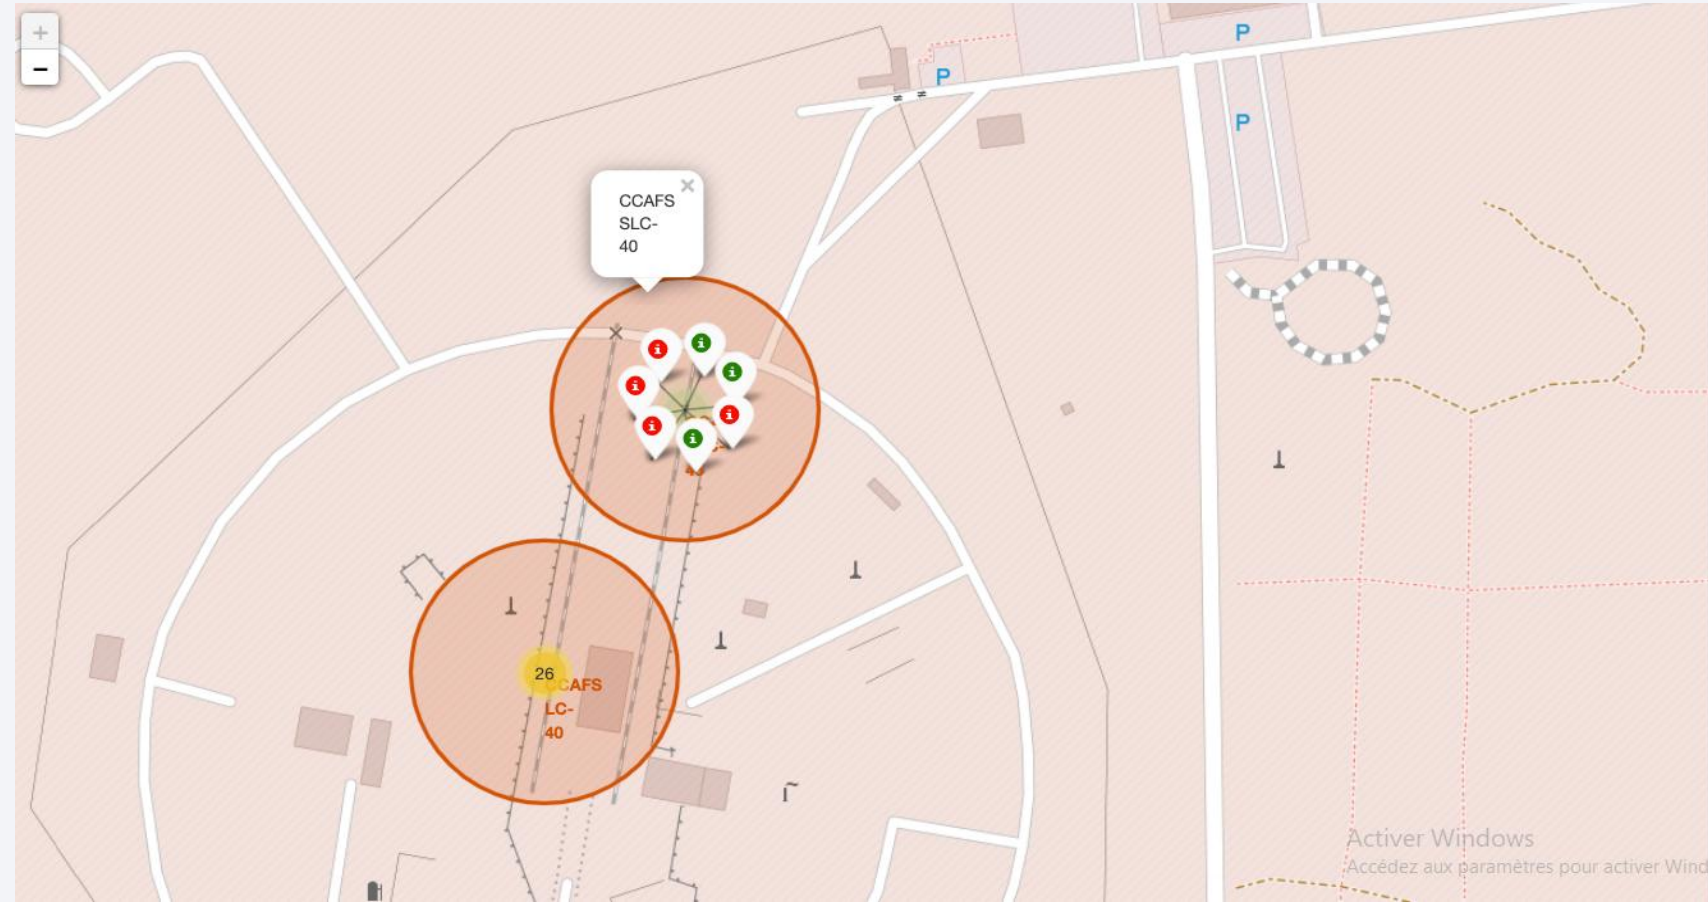 +
−
P
P
P
CCAFS
SLC-
40
×
26
CCAFS
LC-
40
Activer Windows
Accédez aux paramètres pour activer Wind